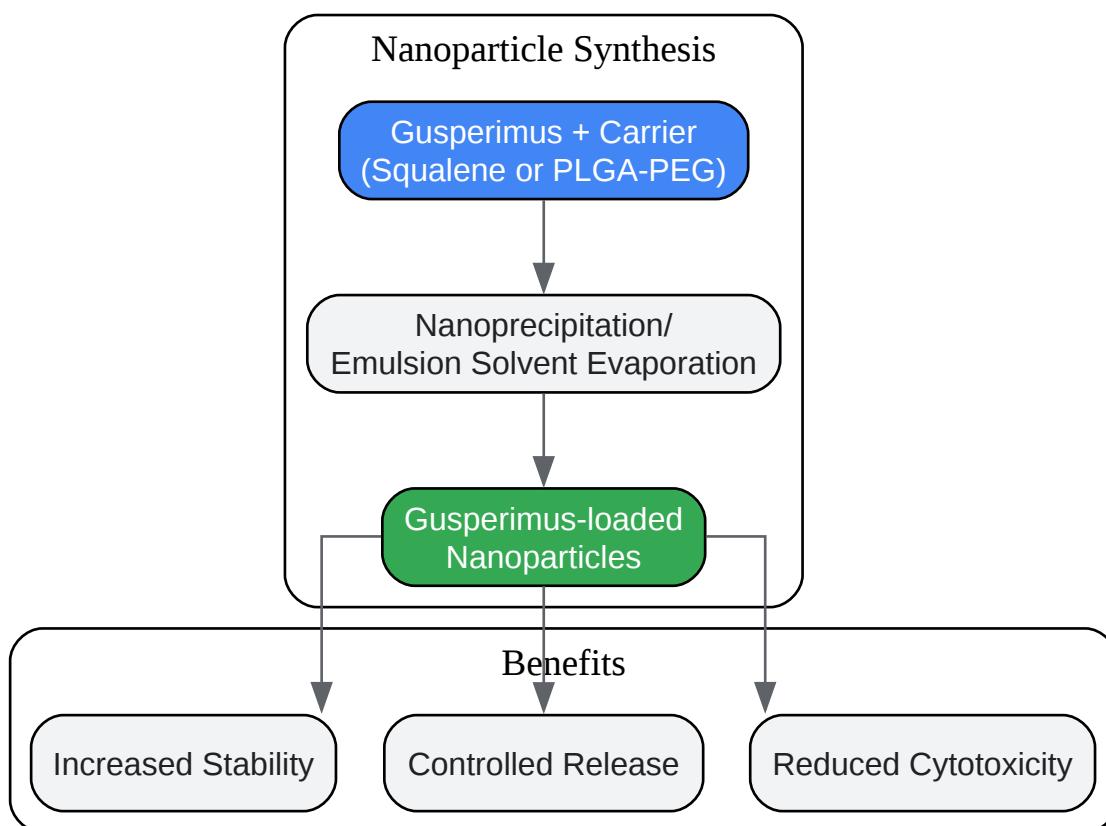 Nanoparticle Synthesis
Gusperimus + Carrier
(Squalene or PLGA-PEG)
Nanoprecipitation/
Emulsion Solvent Evaporation
Gusperimus-loaded
Nanoparticles
Benefits
Increased Stability
Controlled Release
Reduced Cytotoxicity